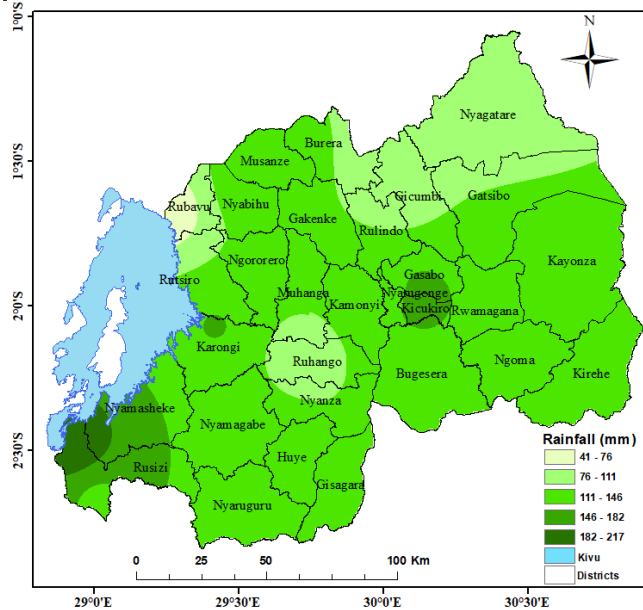 1°0'S
N
Nyagatare
Burera
Musanze
1°30'S
Rubavu
Nyabihu
Gakenke
Gicumbi
Gatsibo
Rulindo
Ngororero
Kayonza
Rutsiro
Gasabo
2°0'S
Muhanga
Kamonyi
Nyarugenge
Kicukiro
Rwamagana
Karongi
Ruhango
Bugesera
Ngoma
Kirehe
Nyamasheke
Nyanza
Nyamagabe
2°30'S
Rusizi
Huye
Gisagara
Nyaruguru
Rainfall (mm)
41 - 76
76 - 111
111 - 146
146 - 182
182 - 217
Kivu
Districts
0 25 50 100 Km
29°0'E 29°30'E 30°0'E 30°30'E